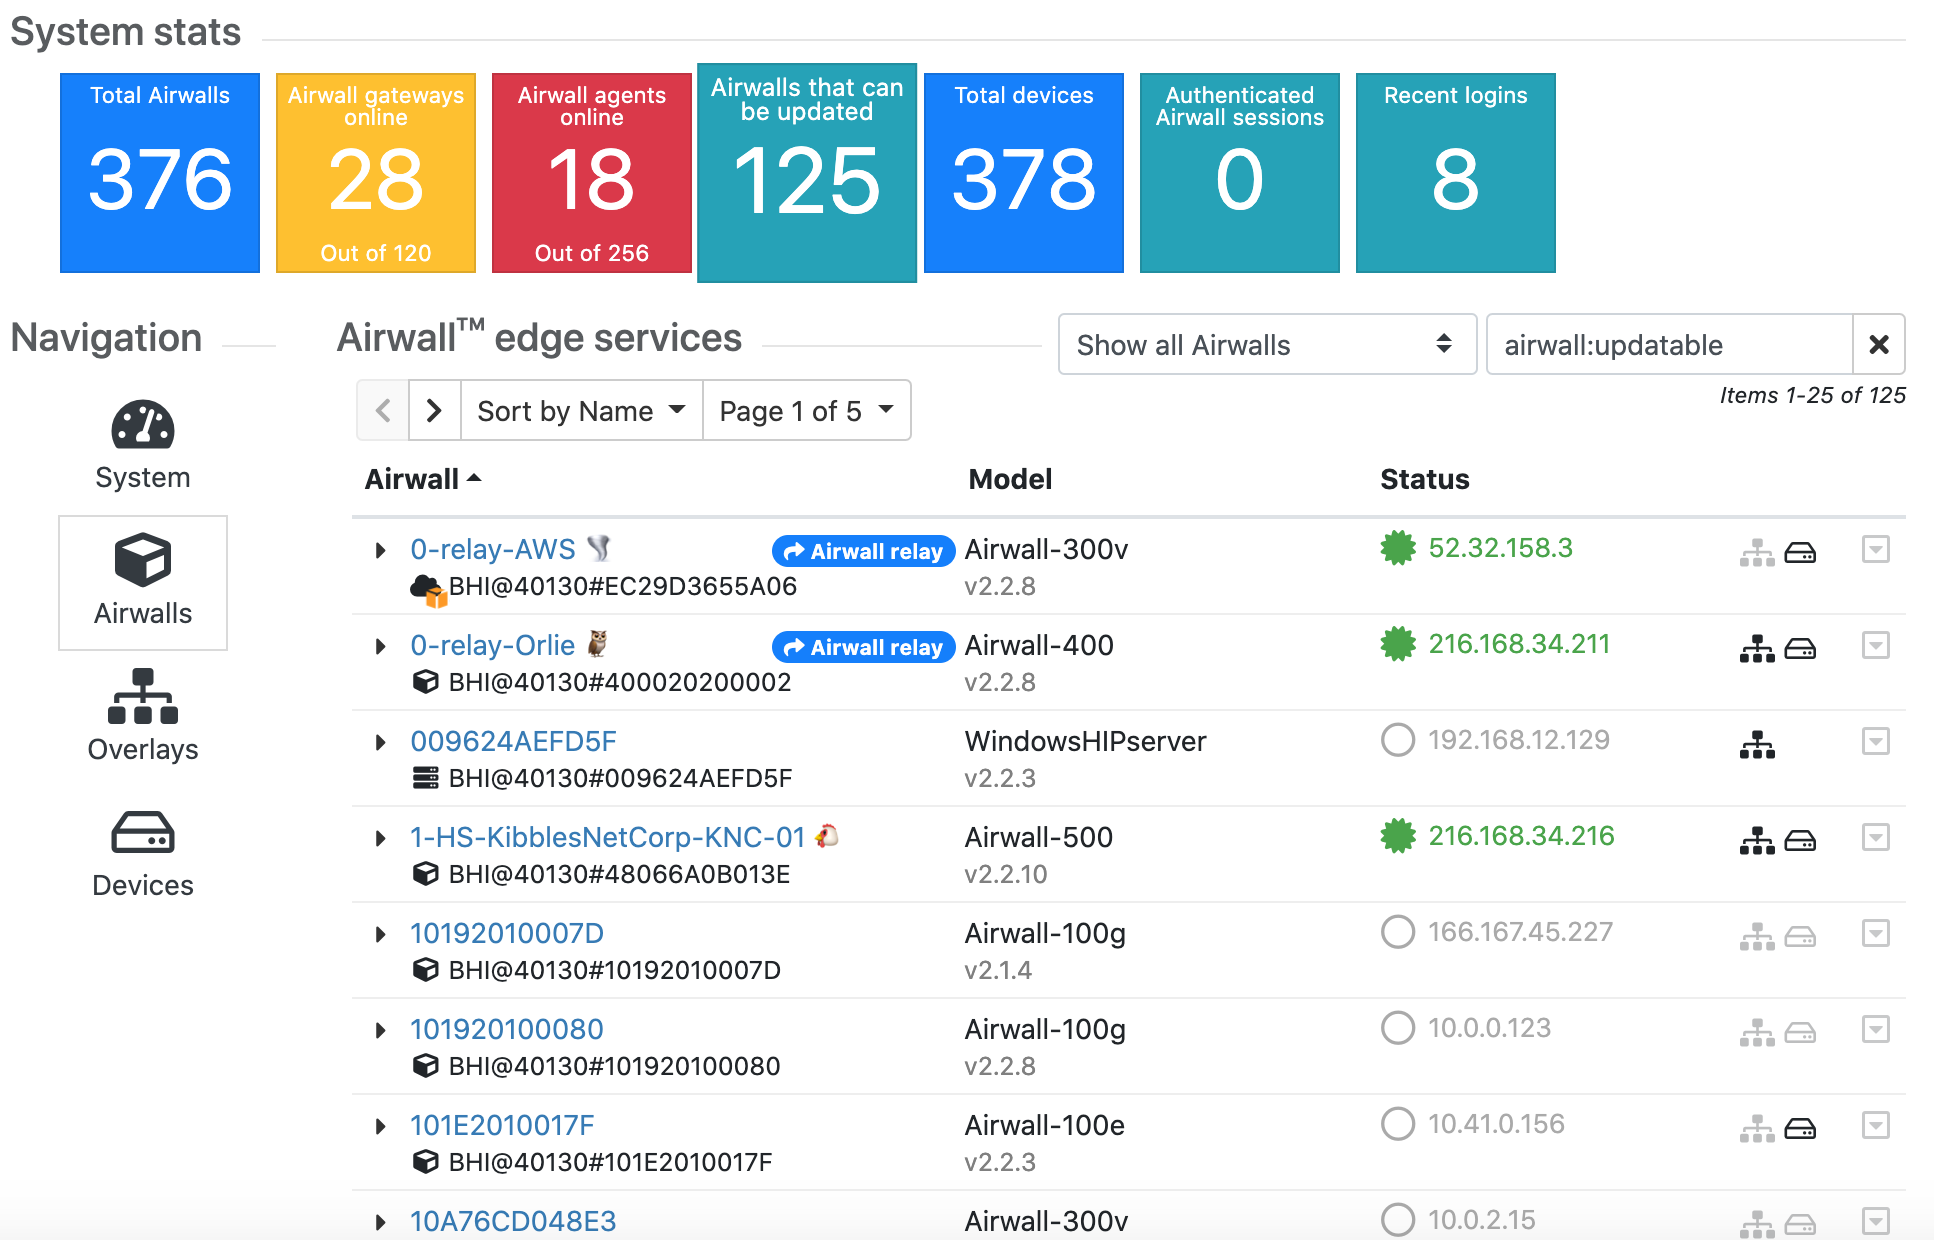 System stats
Total Airwalls
376
Airwall gateways
online
28
Out of 120
Airwall agents
online
18
Out of 256
Airwalls that can
be updated
125
Total devices
378
Authenticated
Airwall sessions
0
Recent logins
8
Navigation
System
Airwalls
Overlays
Devices
Airwall™ edge services
Show all Airwalls
airwall:updatable
Items 1-25 of 125
Sort by Name
Page 1 of 5
Airwall Model Status
0-relay-AWS Airwall relay Airwall-300v 52.32.158.3
BHI@40130#EC29D3655A06 v2.2.8
0-relay-Orlie Airwall relay Airwall-400 216.168.34.211
BHI@40130#400020200002 v2.2.8
009624AEFD5F WindowsHIPserver 192.168.12.129
BHI@40130#009624AEFD5F v2.2.3
1-HS-KibblesNetCorp-KNC-01 Airwall-500 216.168.34.216
BHI@40130#48066A0B013E v2.2.10
10192010007D Airwall-100g 166.167.45.227
BHI@40130#10192010007D v2.1.4
101920100080 Airwall-100g 10.0.0.123
BHI@40130#101920100080 v2.2.8
101E2010017F Airwall-100e 10.41.0.156
BHI@40130#101E2010017F v2.2.3
10A76CD048E3 Airwall-300v 10.0.2.15